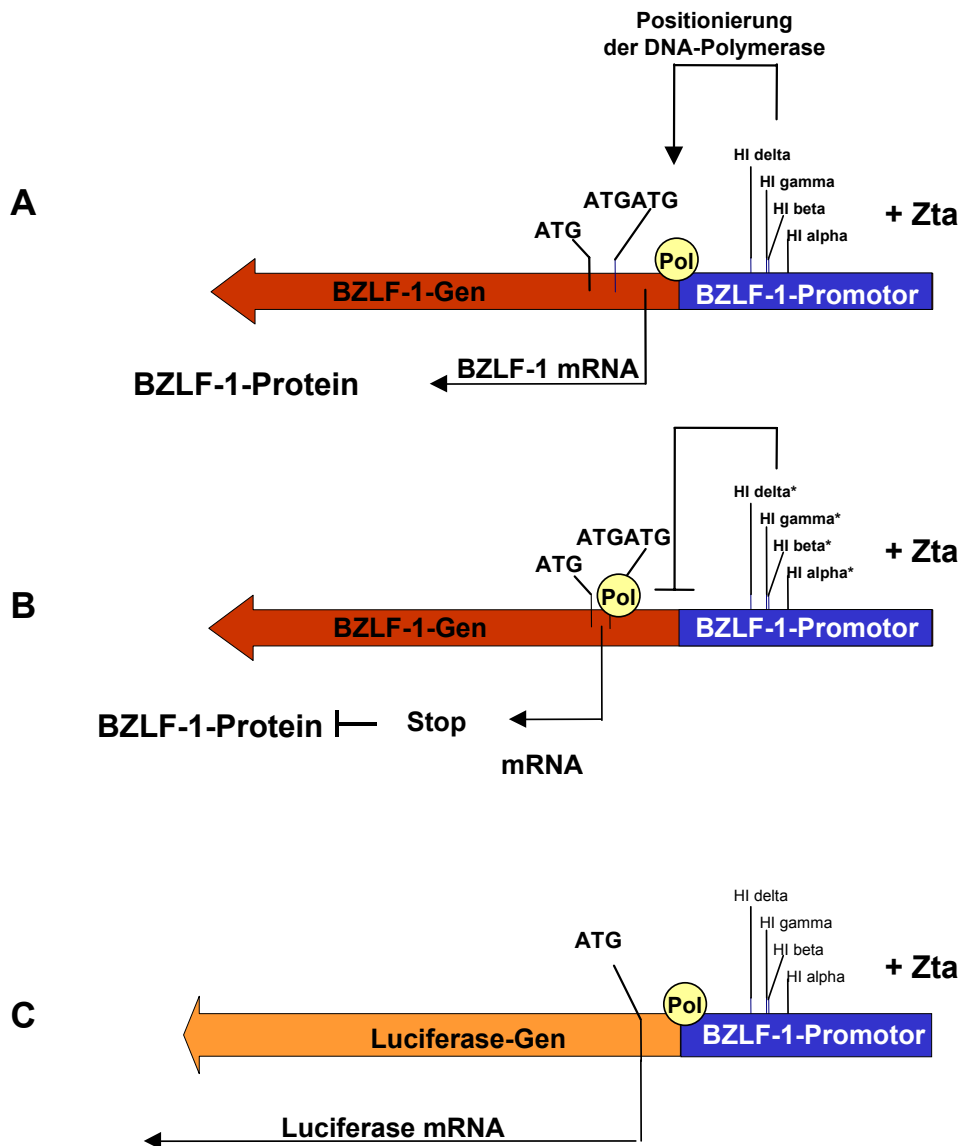 Positionierung
der DNA-Polymerase
A
HI delta
HI gamma
HI beta
HI alpha
+ Zta
ATGATG
ATG
Pol
BZLF-1-Gen
BZLF-1-Promotor
BZLF-1 mRNA
BZLF-1-Protein
B
HI delta*
HI gamma*
HI beta*
HI alpha*
+ Zta
ATGATG
ATG
Pol
BZLF-1-Gen
BZLF-1-Promotor
BZLF-1-Protein
Stop
mRNA
C
HI delta
HI gamma
HI beta
HI alpha
+ Zta
ATG
Pol
Luciferase-Gen
BZLF-1-Promotor
Luciferase mRNA